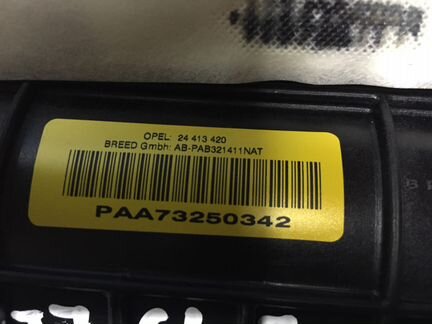 OPEL: 24 413 420
BREED Gmbh: AB-PAB321411NAT
PAA73250342